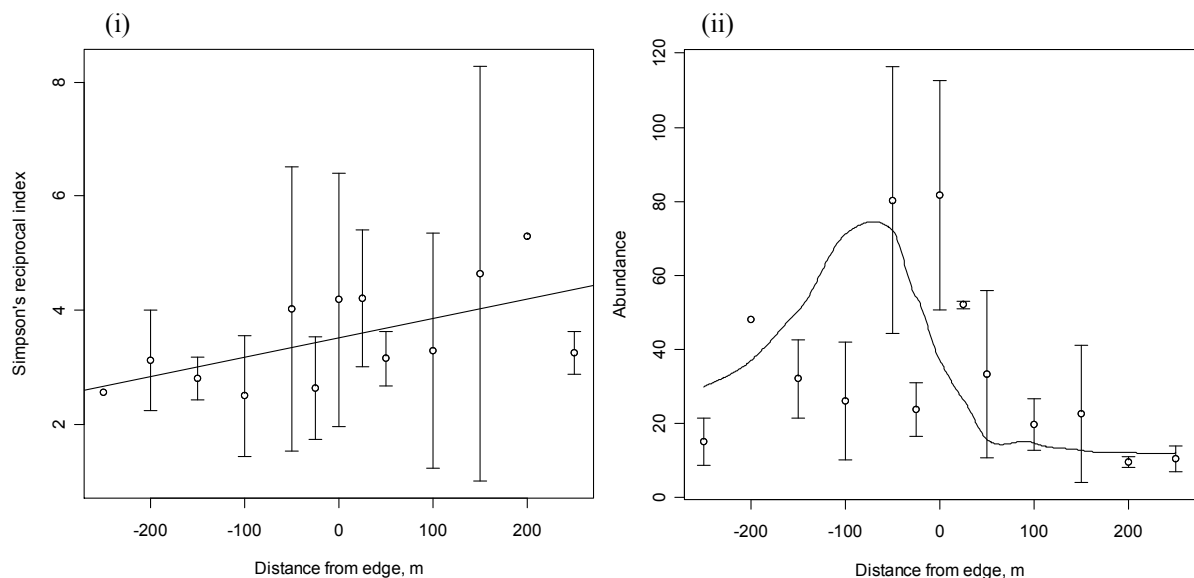 (i)
8
6
4
2
Simpson's reciprocal index
-200 -100 0 100 200
Distance from edge, m
(ii)
120
100
80
60
40
20
0
Abundance
-200 -100 0 100 200
Distance from edge, m